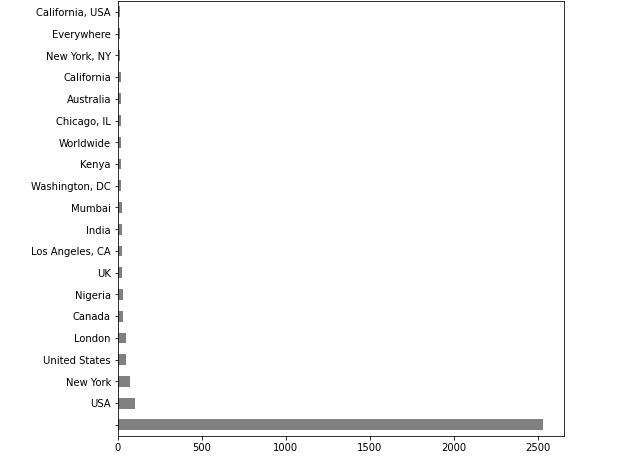 California, USA
Everywhere
New York, NY
California
Australia
Chicago, IL
Worldwide
Kenya
Washington, DC
Mumbai
India
Los Angeles, CA
UK
Nigeria
Canada
London
United States
New York
USA
0 500 1000 1500 2000 2500